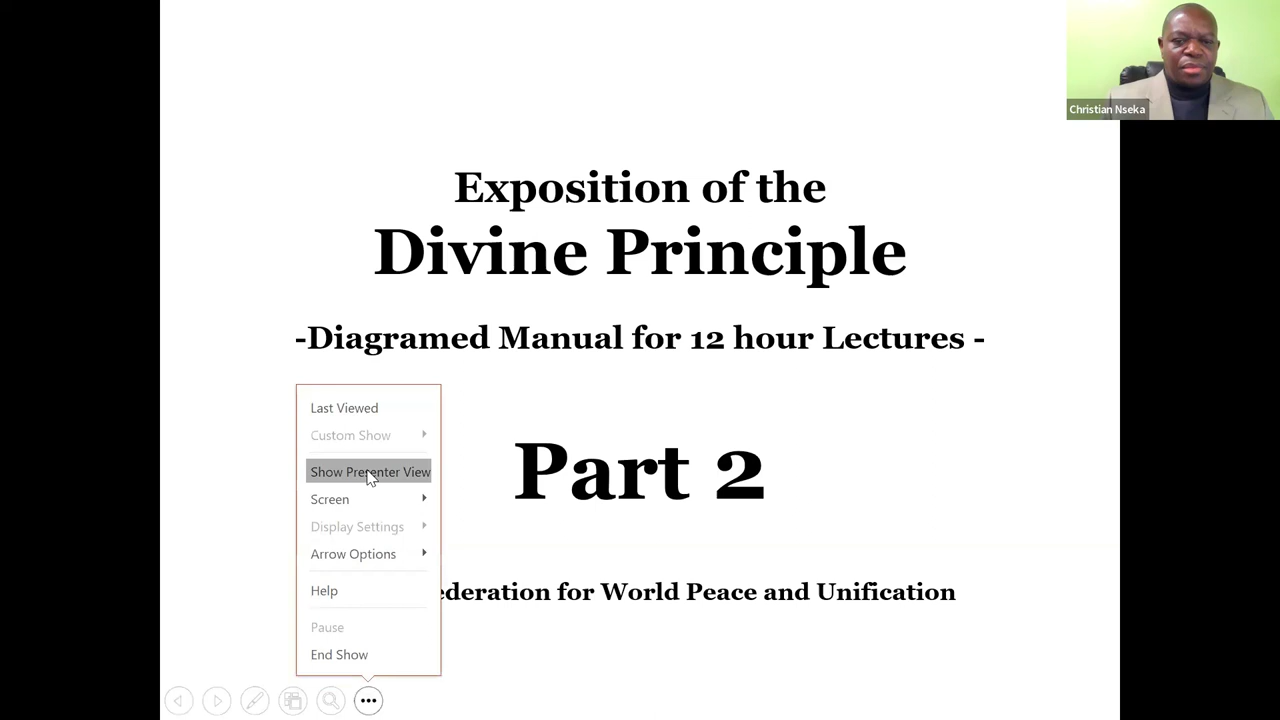 Christian Nseka
Exposition of the
Divine Principle
-Diagramed Manual for 12 hour Lectures -
Part 2
ederation for World Peace and Unification
Last Viewed
Custom Show
Show Presenter View
Screen
Display Settings
Arrow Options
Help
Pause
End Show